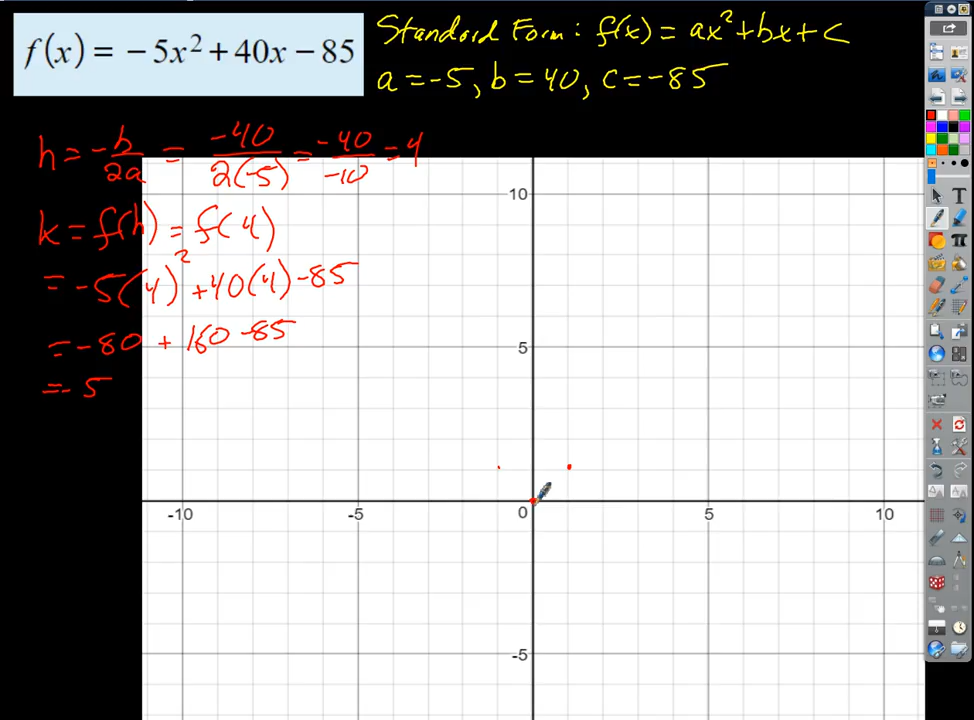 f(x) = −5x² + 40x − 85
Standard Form: f(x) = ax² + bx + c
a = -5, b = 40, c = -85
h = -b/2a = -40/2(-5) = -40/-10 = 4
k = f(h) = f(4)
= -5(4)² + 40(4) - 85
= -80 + 160 - 85
= -5
10
5
-10 -5 0 5 10
-5